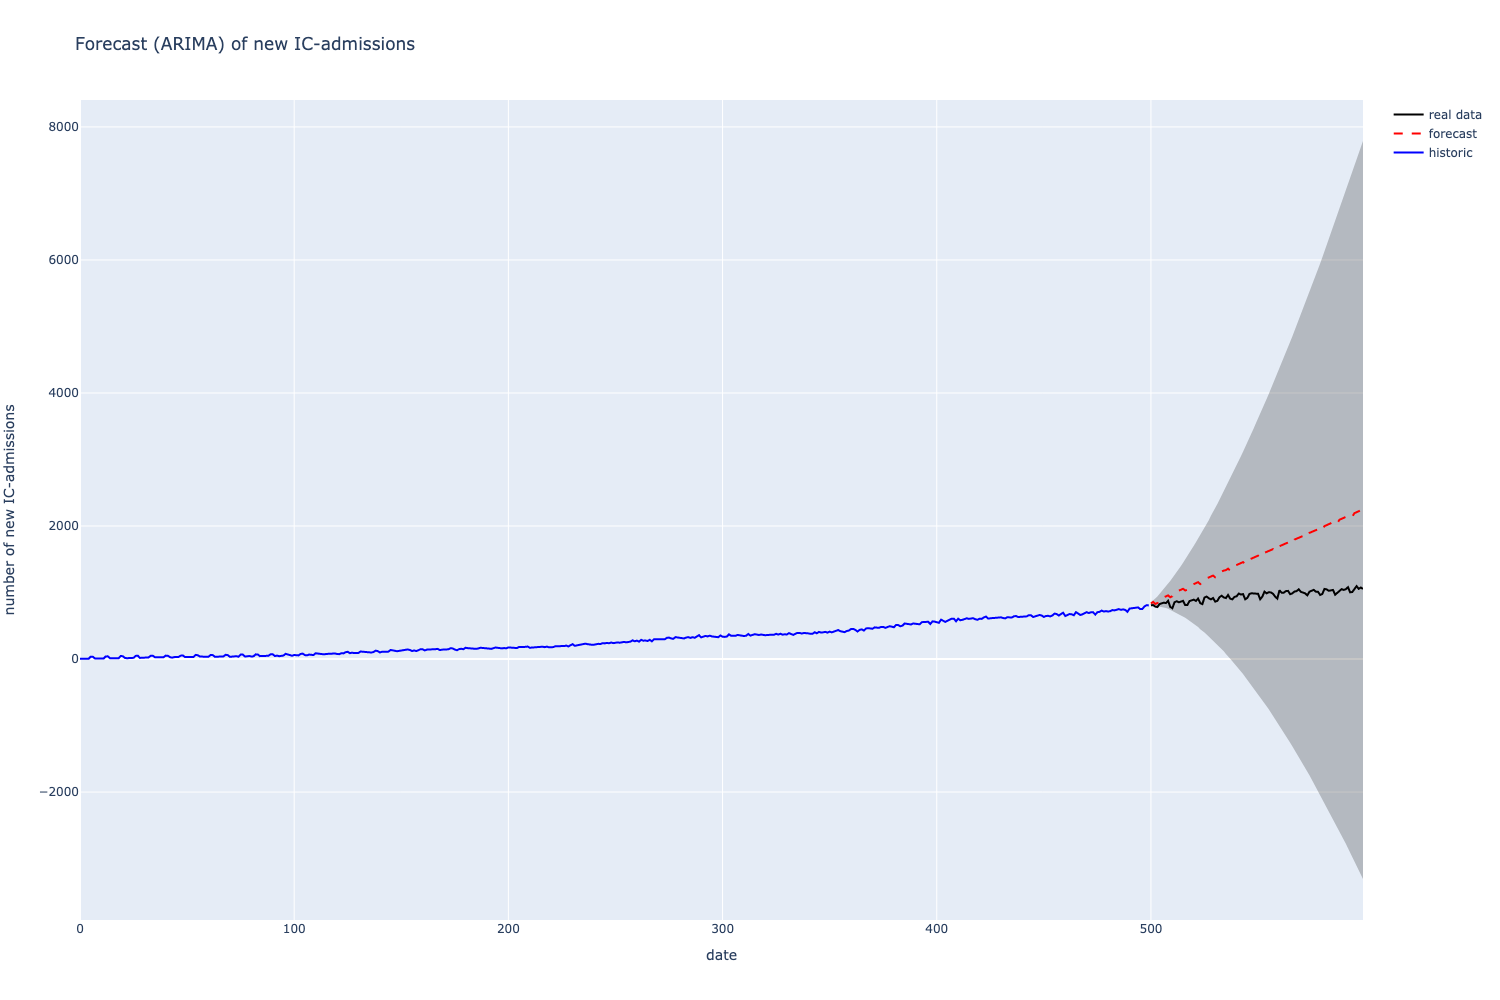 Forecast (ARIMA) of new IC-admissions
real data
forecast
historic
8000
6000
4000
2000
0
−2000
number of new IC-admissions
0 100 200 300 400 500
date